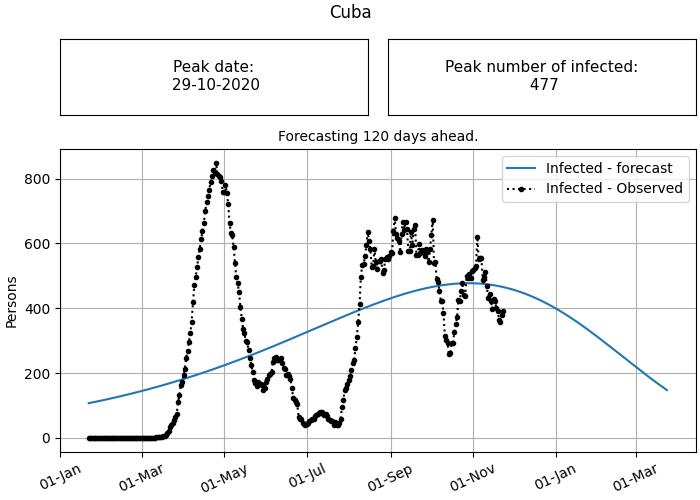 Cuba
Peak date:
29-10-2020
Peak number of infected:
477
Forecasting 120 days ahead.
Infected - forecast
Infected - Observed
Persons
800
600
400
200
0
01-Jan
01-Mar
01-May
01-Jul
01-Sep
01-Nov
01-Jan
01-Mar